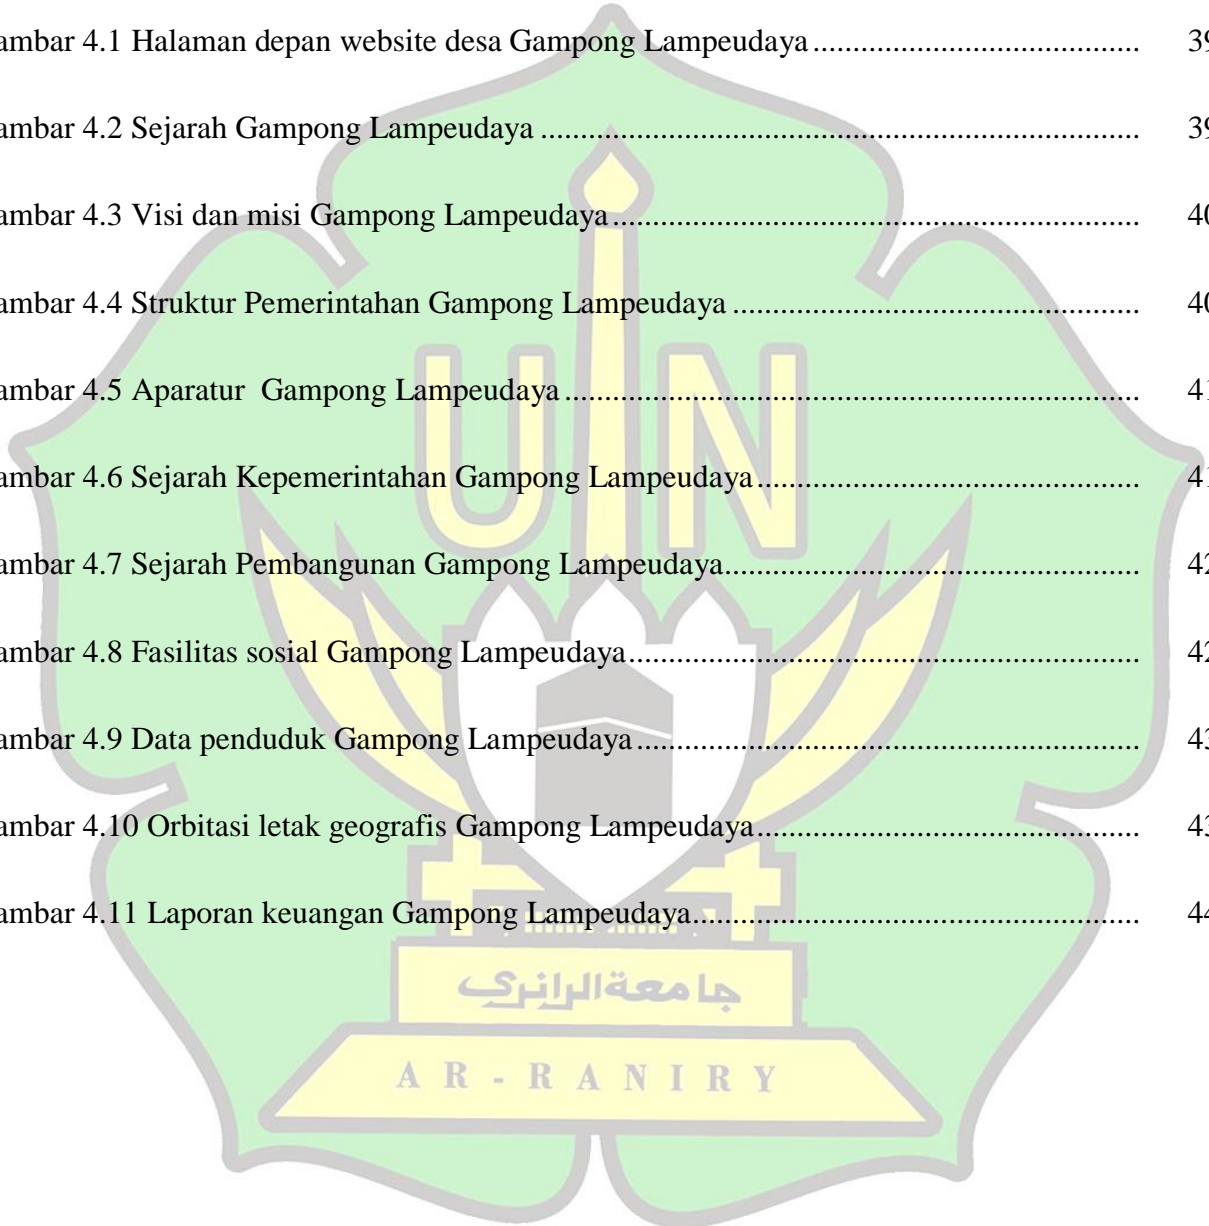 ambar 4.1 Halaman depan website desa Gampong Lampeudaya ........................................ 39
ambar 4.2 Sejarah Gampong Lampeudaya ........................................ 39
ambar 4.3 Visi dan misi Gampong Lampeudaya ........................................ 40
ambar 4.4 Struktur Pemerintahan Gampong Lampeudaya ........................................ 40
ambar 4.5 Aparatur  Gampong Lampeudaya ........................................ 41
ambar 4.6 Sejarah Kepemerintahan Gampong Lampeudaya ........................................ 41
ambar 4.7 Sejarah Pembangunan Gampong Lampeudaya ........................................ 42
ambar 4.8 Fasilitas sosial Gampong Lampeudaya ........................................ 42
ambar 4.9 Data penduduk Gampong Lampeudaya ........................................ 43
ambar 4.10 Orbitasi letak geografis Gampong Lampeudaya ........................................ 43
ambar 4.11 Laporan keuangan Gampong Lampeudaya ........................................ 44
UIN
جامعة الرانري
AR-RANIRY